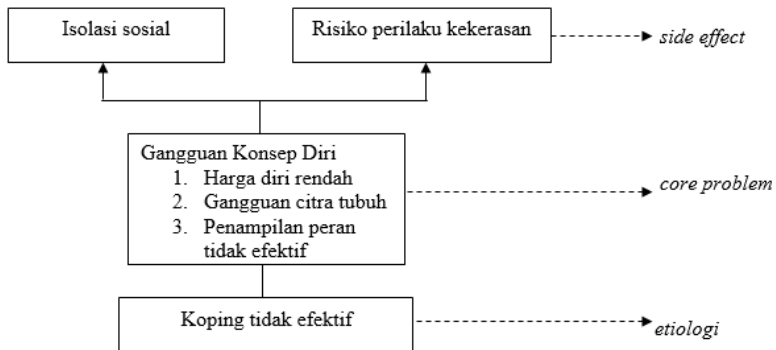 Isolasi sosial
Risiko perilaku kekerasan
side effect
Gangguan Konsep Diri
1. Harga diri rendah
2. Gangguan citra tubuh
3. Penampilan peran
tidak efektif
core problem
Koping tidak efektif
etiologi